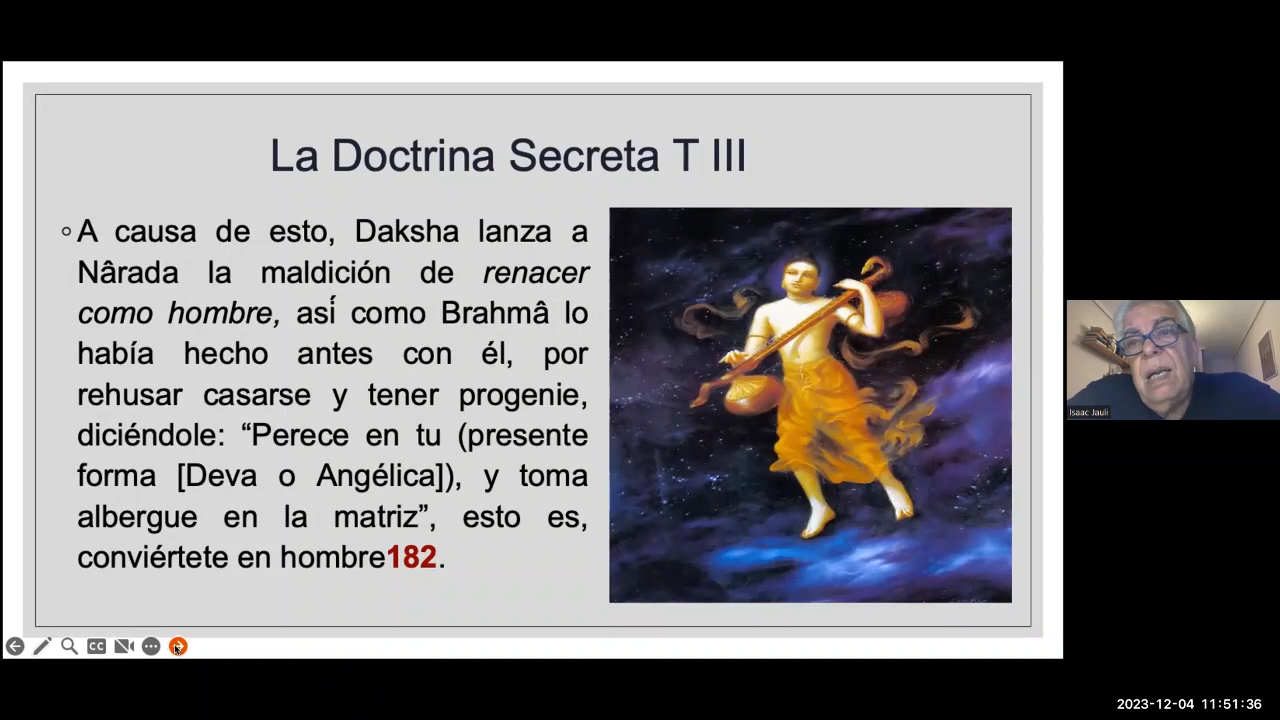 La Doctrina Secreta T III
◦ A causa de esto, Daksha lanza a
Nârada la maldición de renacer
como hombre, así como Brahmâ lo
había hecho antes con él, por
rehusar casarse y tener progenie,
diciéndole: “Perece en tu (presente
forma [Deva o Angélica]), y toma
albergue en la matriz”, esto es,
conviértete en hombre182.
Isaac Jauli
CC
2023-12-04 11:51:36